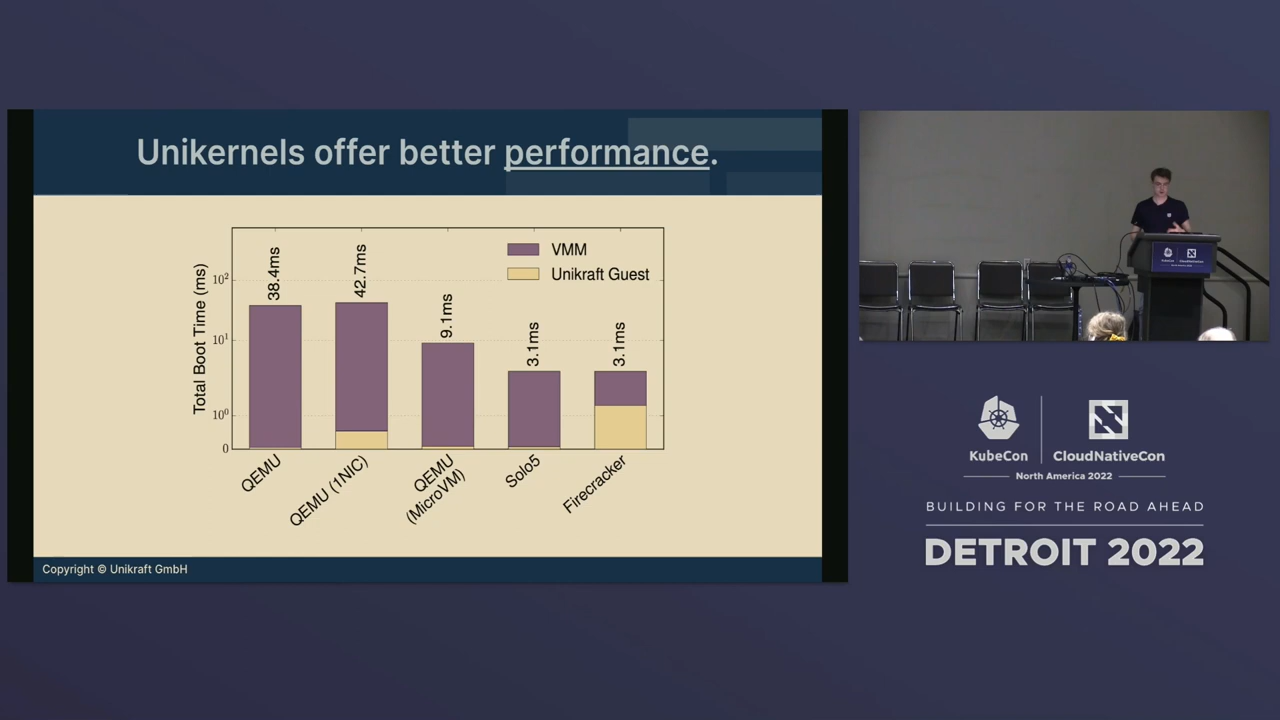 Unikernels offer better performance.
Total Boot Time (ms)
10²
10¹
10⁰
0
38.4ms
42.7ms
9.1ms
3.1ms
3.1ms
VMM
Unikraft Guest
QEMU
QEMU (1NIC)
QEMU
(MicroVM)
Solo5
Firecracker
Copyright © Unikraft GmbH
KubeCon
CloudNativeCon
North America 2022
BUILDING FOR THE ROAD AHEAD
DETROIT 2022